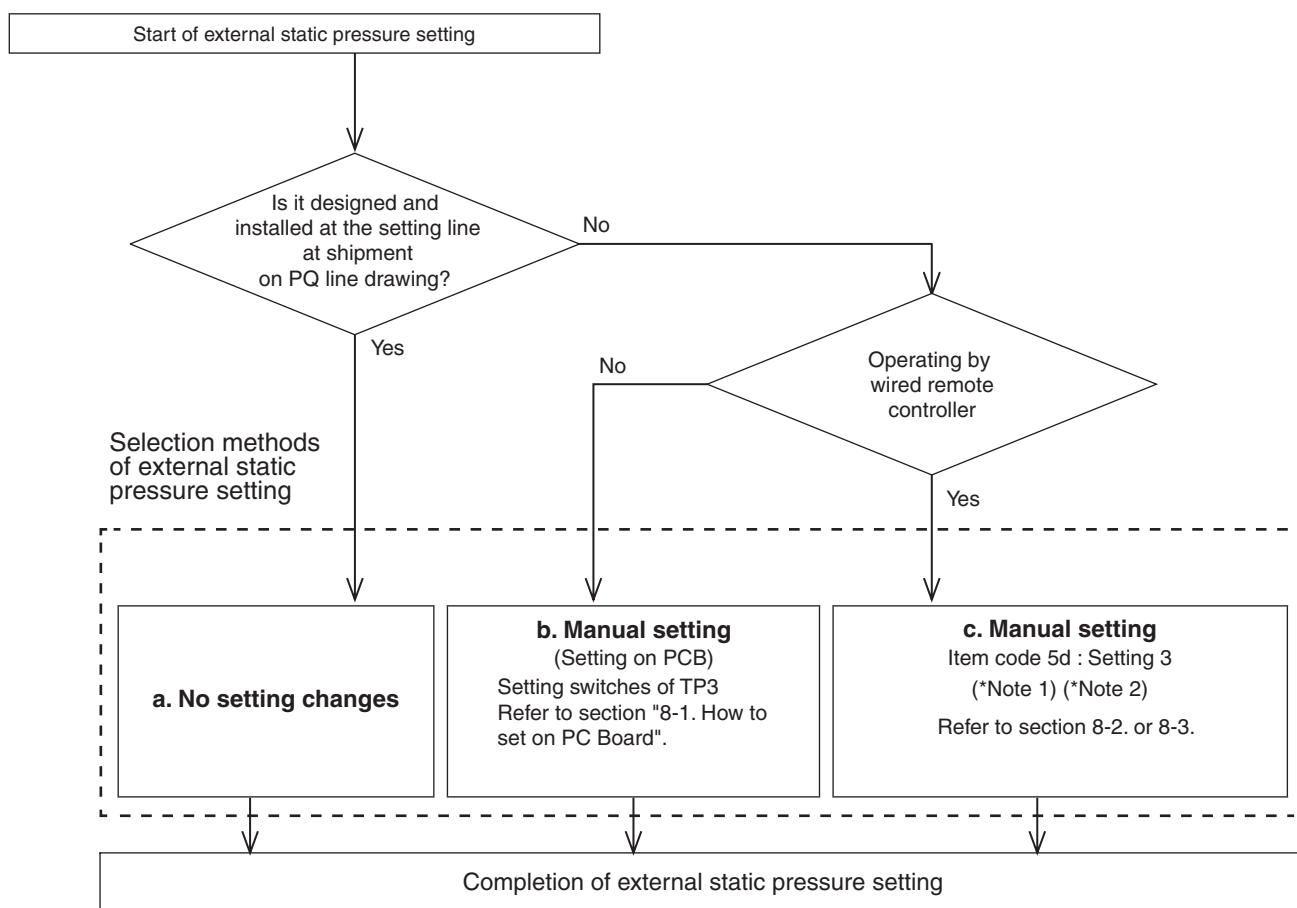 Start of external static pressure setting
Is it designed and
installed at the setting line
at shipment
on PQ line drawing?
No
Yes
Operating by
wired remote
controller
No
Yes
Selection methods
of external static
pressure setting
a. No setting changes
b. Manual setting
(Setting on PCB)
Setting switches of TP3
Refer to section "8-1. How to
set on PC Board".
c. Manual setting
Item code 5d : Setting 3
(*Note 1) (*Note 2)
Refer to section 8-2. or 8-3.
Completion of external static pressure setting